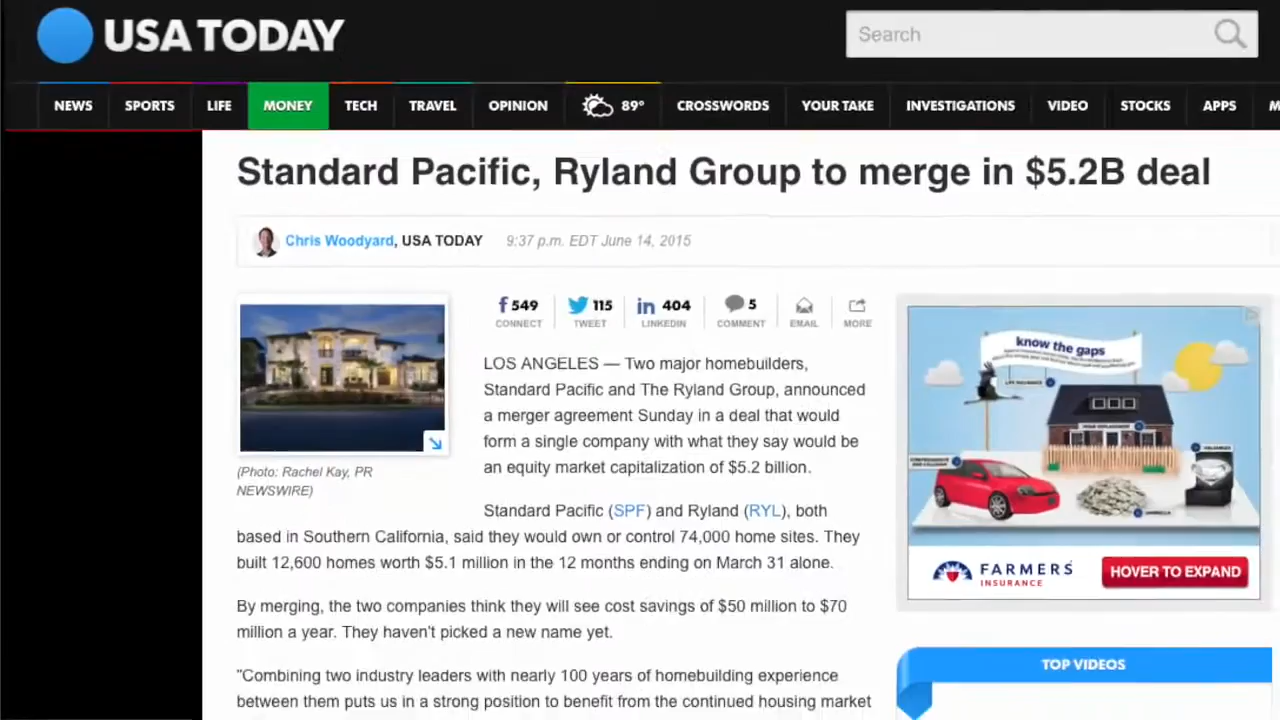 USA TODAY
Search
NEWS SPORTS LIFE MONEY TECH TRAVEL OPINION 89° CROSSWORDS YOUR TAKE INVESTIGATIONS VIDEO STOCKS APPS M
Standard Pacific, Ryland Group to merge in $5.2B deal
Chris Woodyard, USA TODAY 9:37 p.m. EDT June 14, 2015
f 549 115 in 404 5
CONNECT TWEET LINKEDIN COMMENT EMAIL MORE
(Photo: Rachel Kay, PR
NEWSWIRE)
LOS ANGELES — Two major homebuilders,
Standard Pacific and The Ryland Group, announced
a merger agreement Sunday in a deal that would
form a single company with what they say would be
an equity market capitalization of $5.2 billion.
Standard Pacific (SPF) and Ryland (RYL), both
based in Southern California, said they would own or control 74,000 home sites. They
built 12,600 homes worth $5.1 million in the 12 months ending on March 31 alone.
By merging, the two companies think they will see cost savings of $50 million to $70
million a year. They haven't picked a new name yet.
"Combining two industry leaders with nearly 100 years of homebuilding experience
between them puts us in a strong position to benefit from the continued housing market
know the gaps
LIFE INSURANCE
FARMERS
INSURANCE
HOVER TO EXPAND
TOP VIDEOS